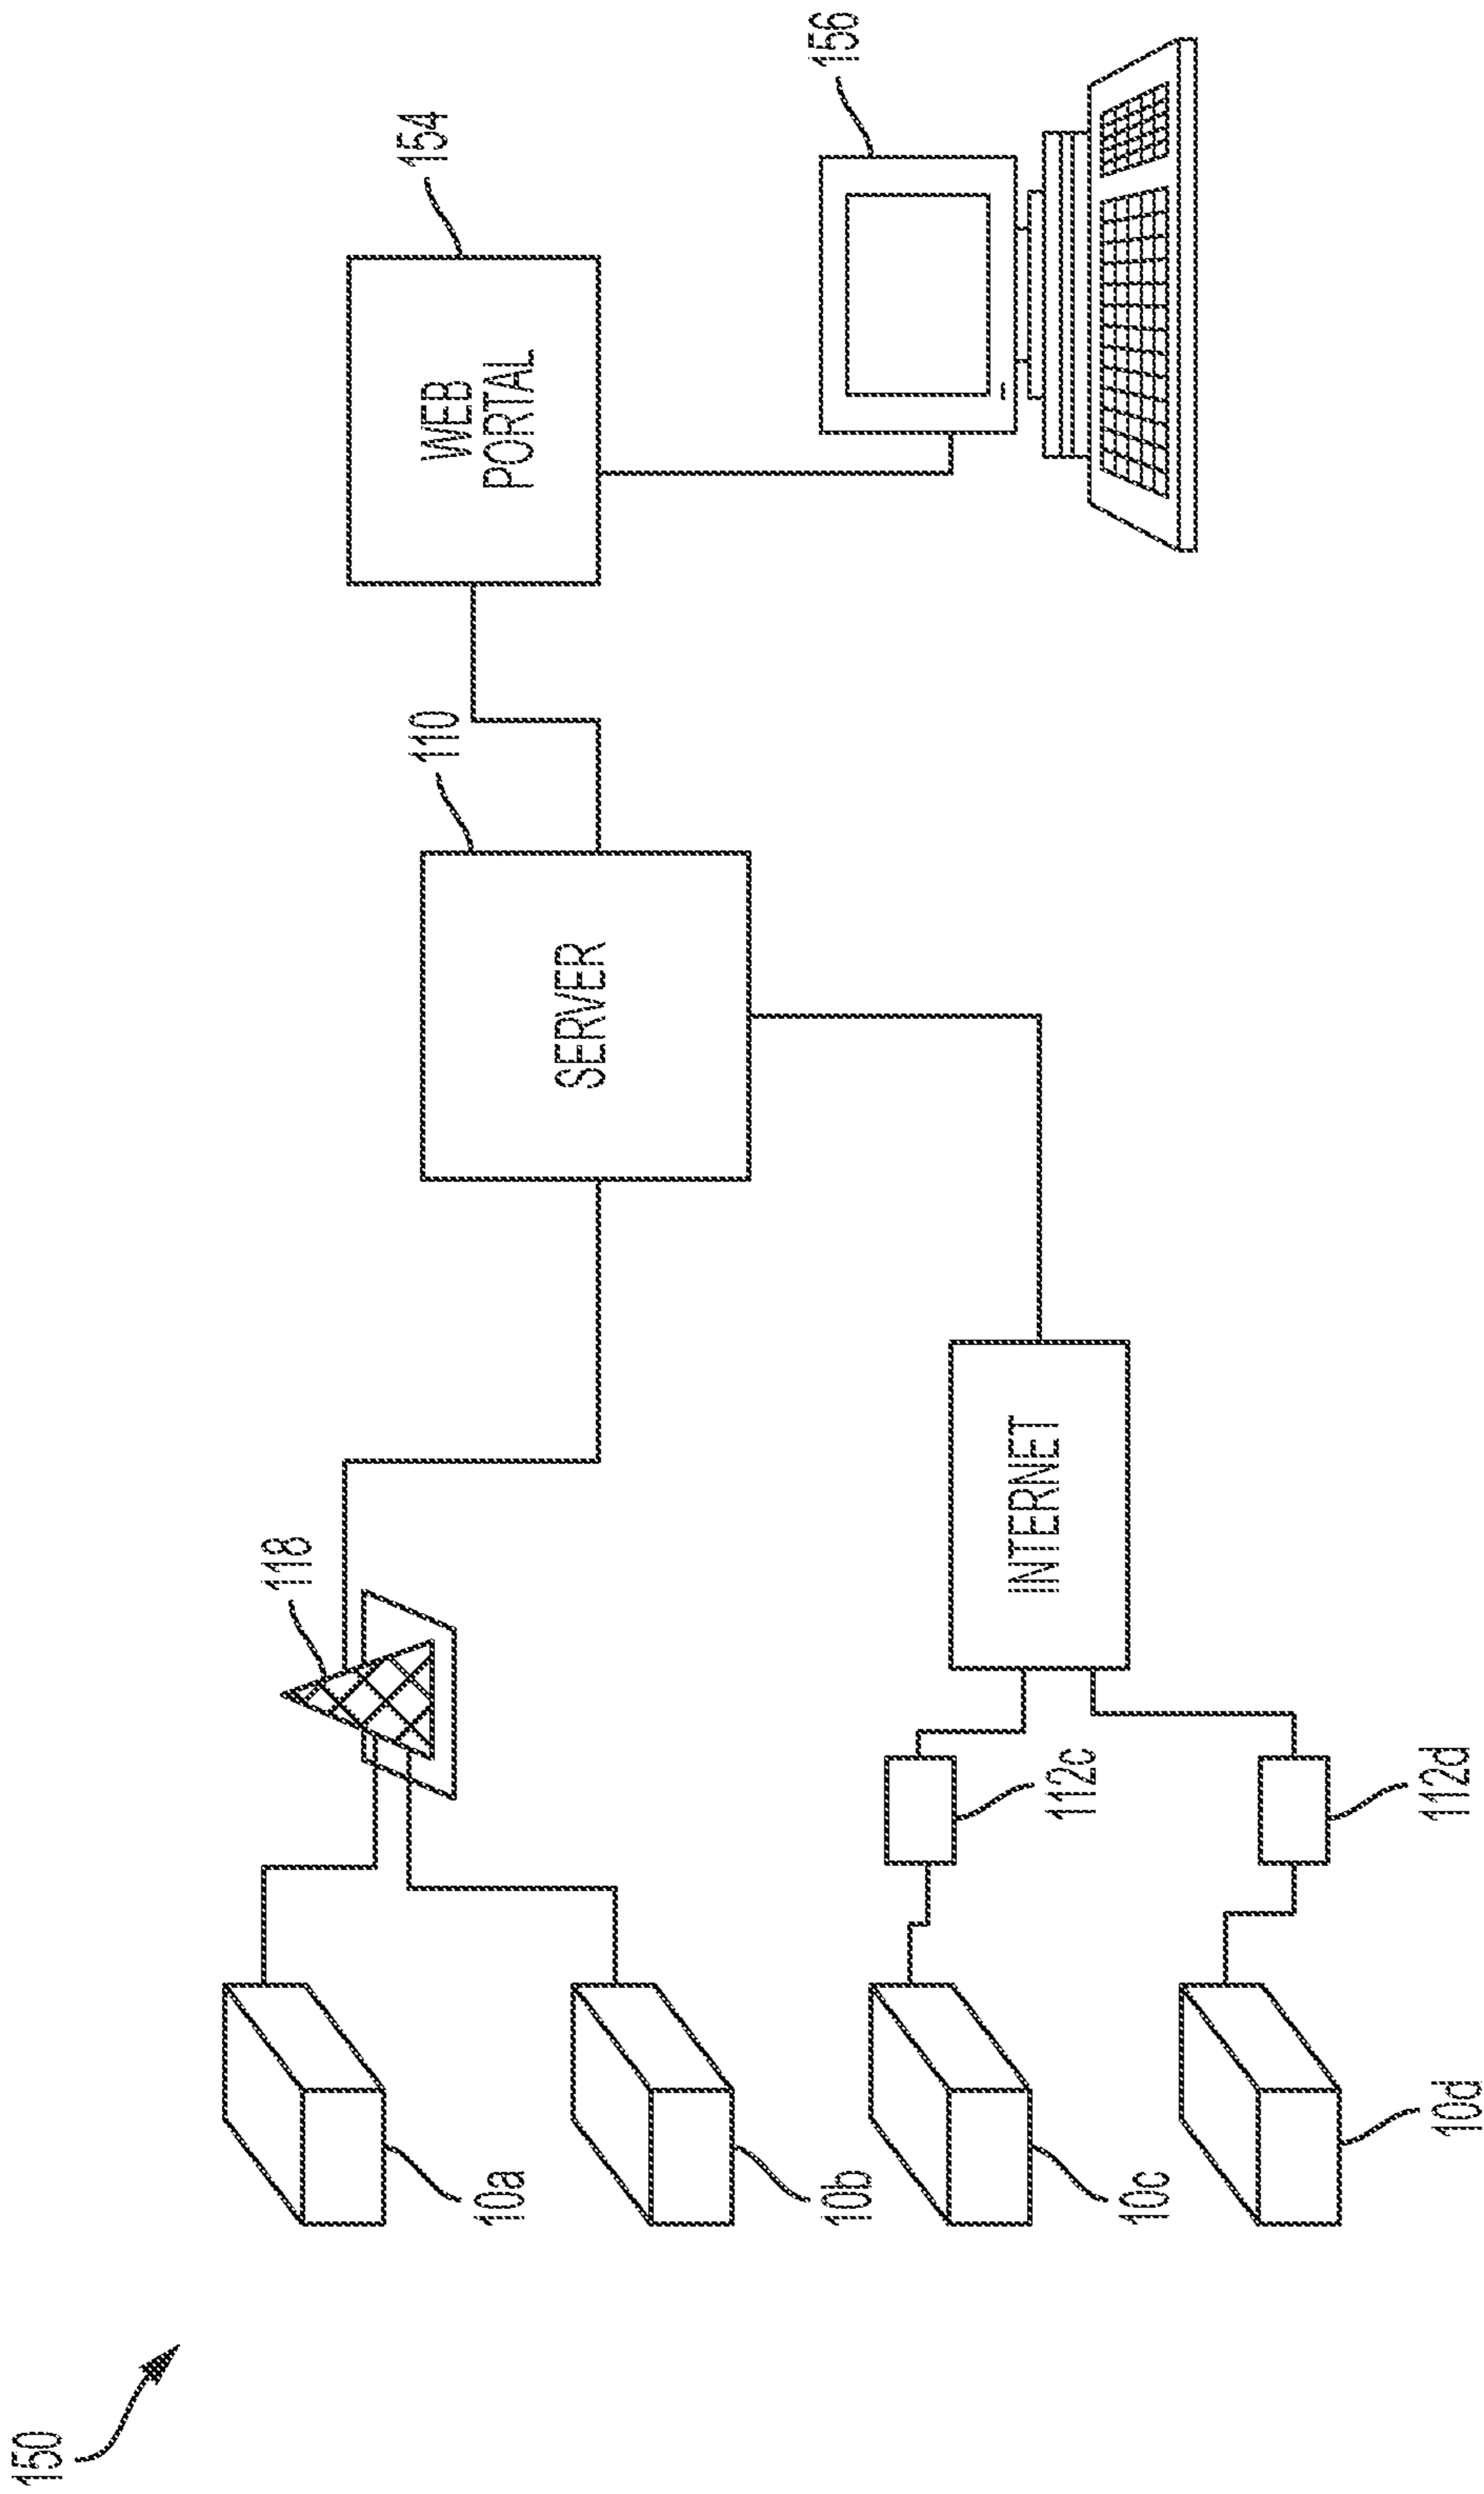 150
118
110
154
WEB
PORTAL
SERVER
156
INTERNET
10a
10b
10c
10d
112c
112d